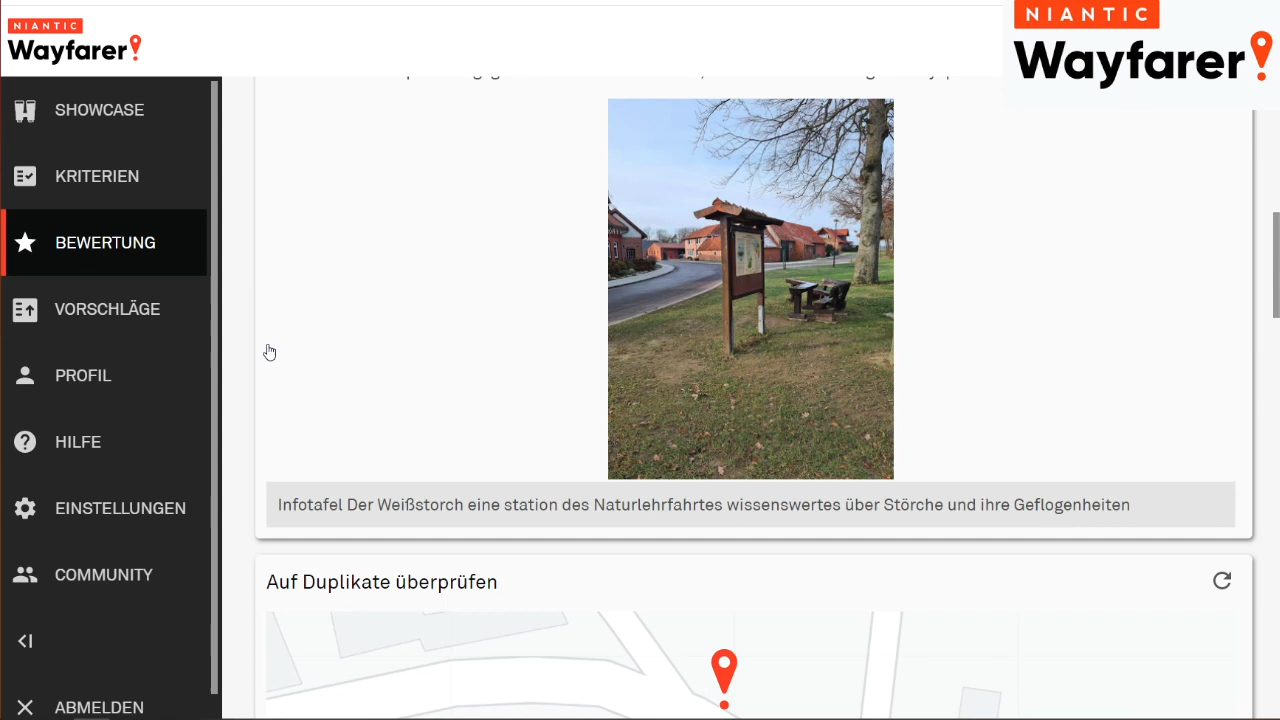 NIANTIC
Wayfarer
NIANTIC
Wayfarer
SHOWCASE
KRITERIEN
BEWERTUNG
VORSCHLÄGE
PROFIL
HILFE
EINSTELLUNGEN
COMMUNITY
ABMELDEN
Infotafel Der Weißstorch eine station des Naturlehrfahrtes wissenswertes über Störche und ihre Geflogenheiten
Auf Duplikate überprüfen